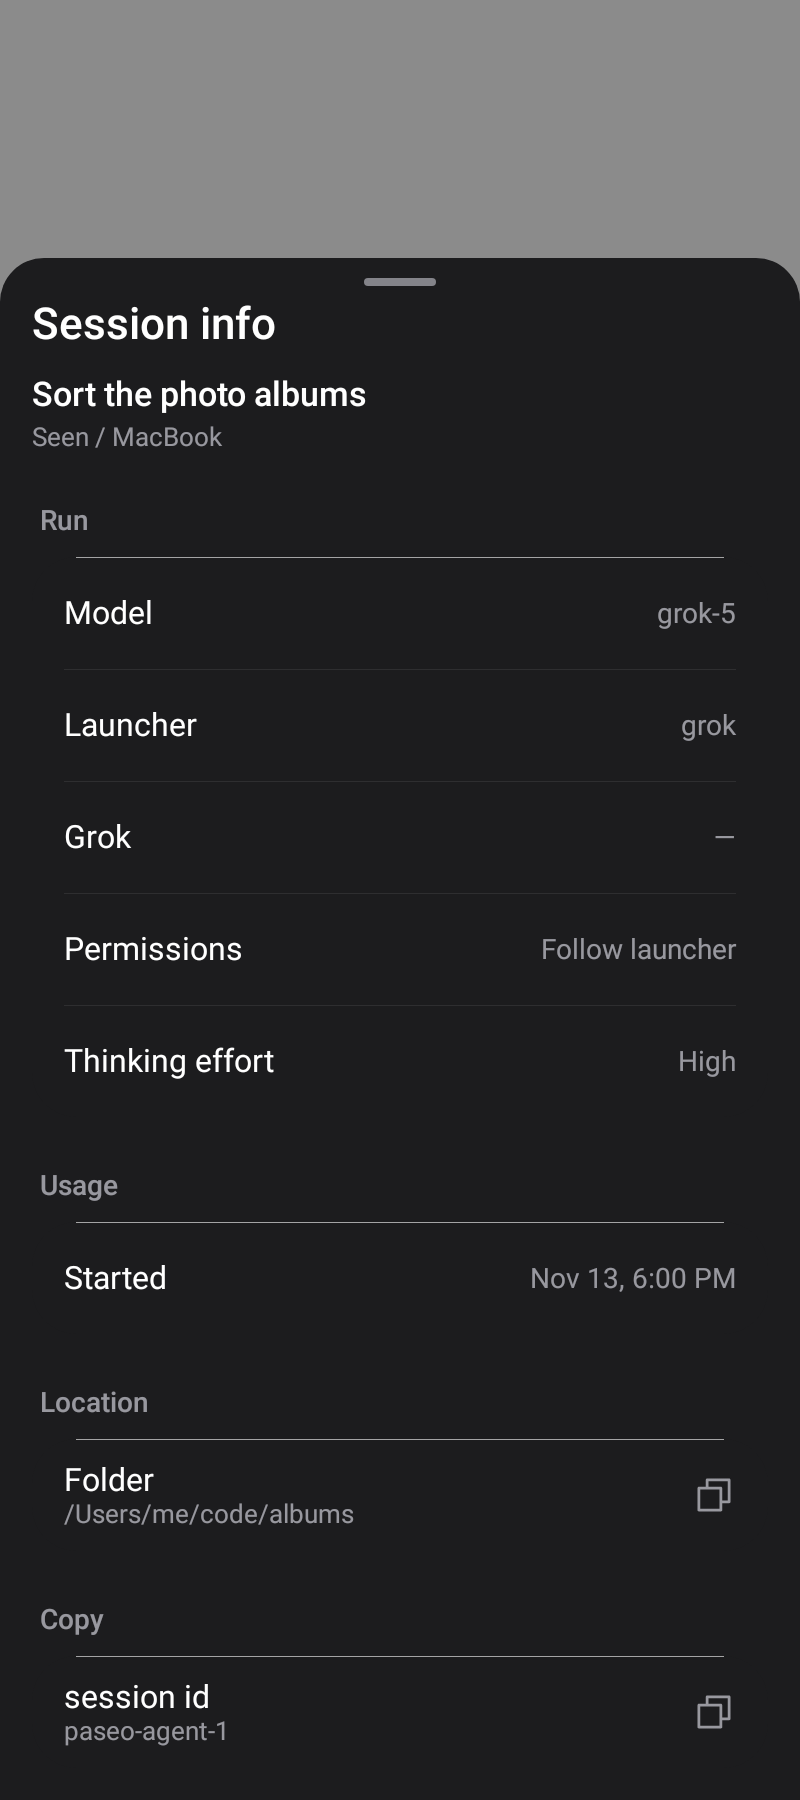 Session info
Sort the photo albums
Seen / MacBook
Run
Model grok-5
Launcher grok
Grok —
Permissions Follow launcher
Thinking effort High
Usage
Started Nov 13, 6:00 PM
Location
Folder
/Users/me/code/albums
Copy
session id
paseo-agent-1